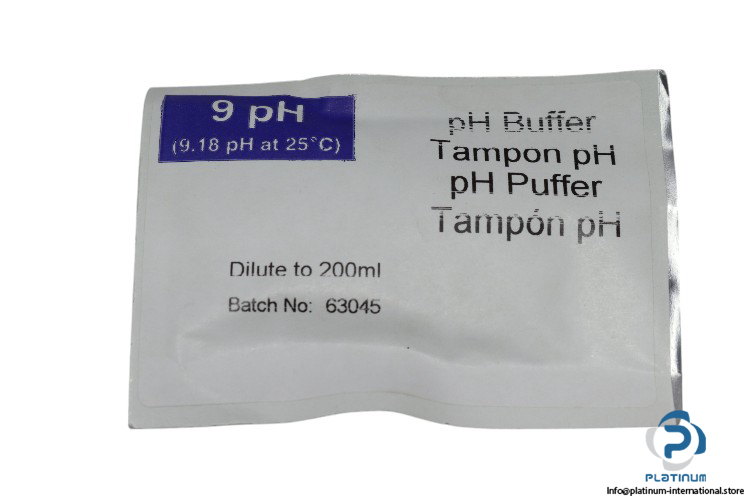 9 pH
(9.18 pH at 25°C)
pH Buffer
Tampon pH
pH Puffer
Tampón pH
Dilute to 200ml
Batch No: 63045
PLATINUM
Info@platinum-international.store